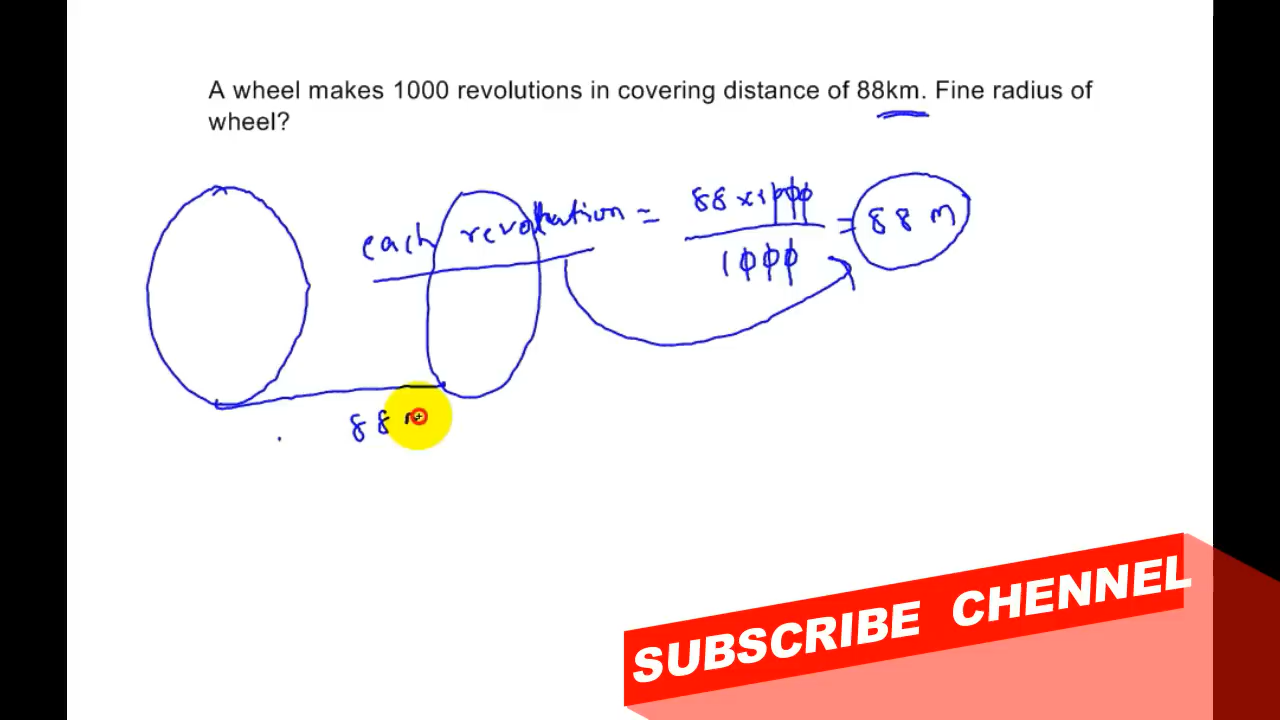 A wheel makes 1000 revolutions in covering distance of 88km. Fine radius of
wheel?
each revolution = 88 x 1000 / 1000 = 88 m
88
SUBSCRIBE CHENNEL